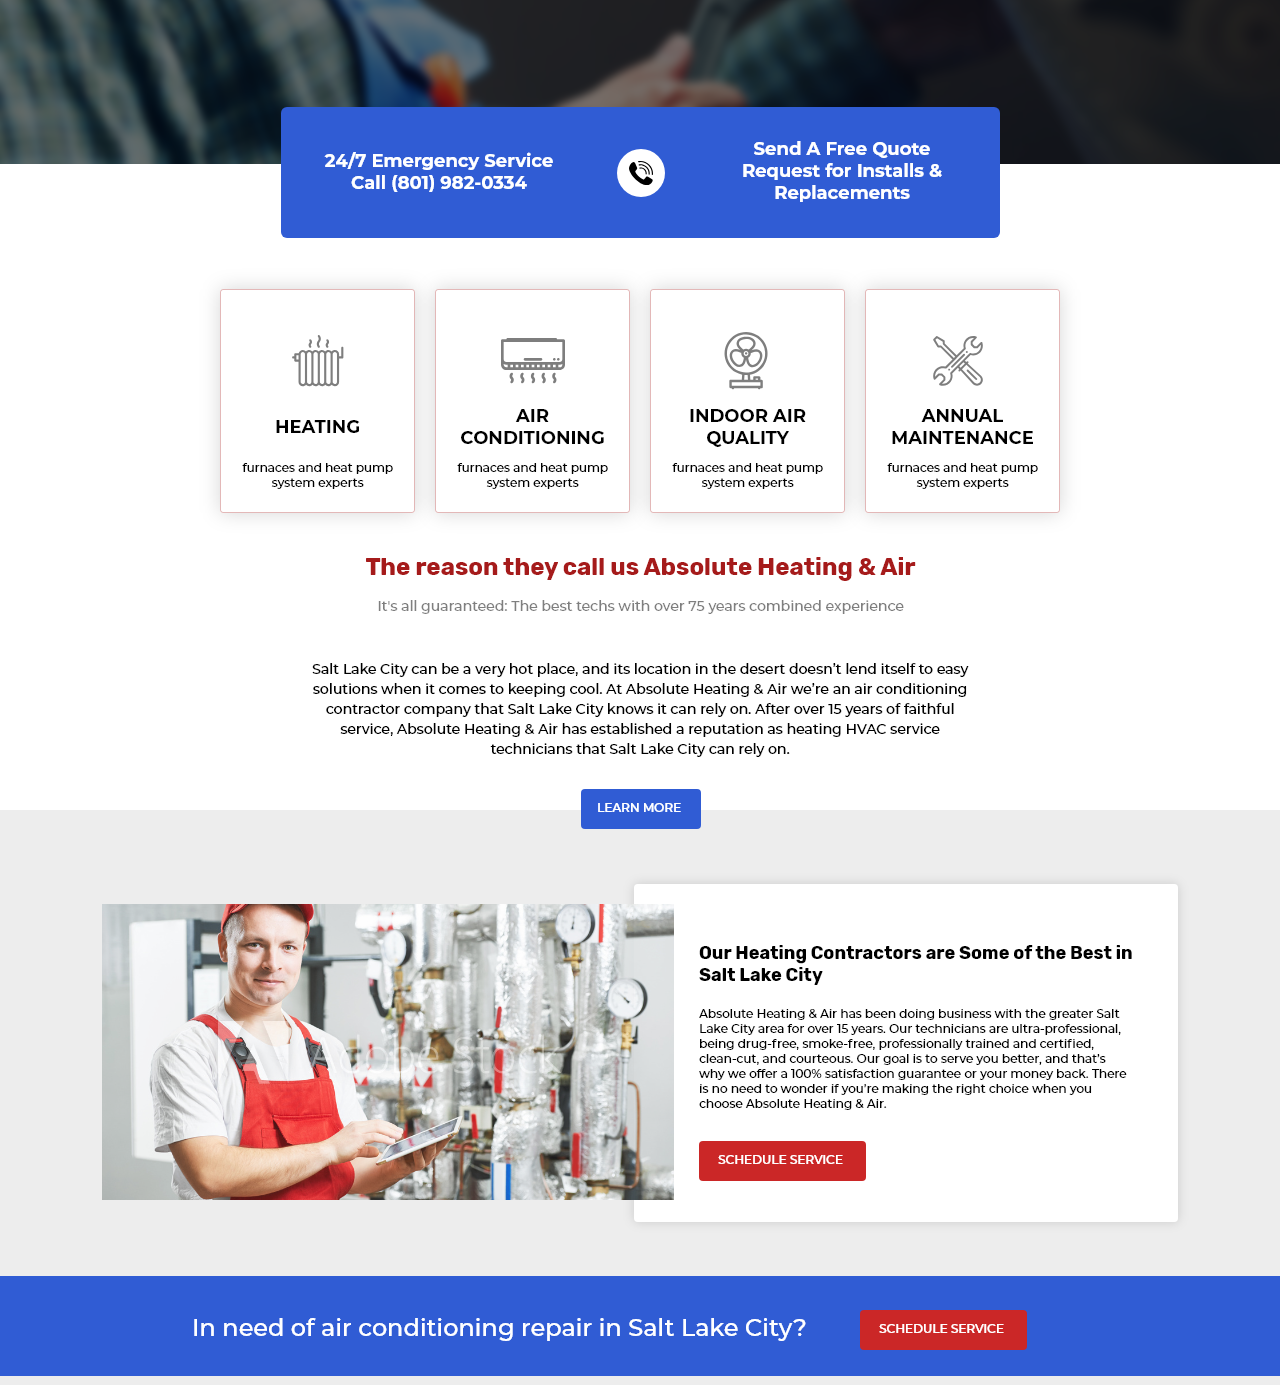 24/7 Emergency Service
Call (801) 982-0334
Send A Free Quote
Request for Installs &
Replacements
HEATING
furnaces and heat pump
system experts
AIR
CONDITIONING
furnaces and heat pump
system experts
INDOOR AIR
QUALITY
furnaces and heat pump
system experts
ANNUAL
MAINTENANCE
furnaces and heat pump
system experts
The reason they call us Absolute Heating & Air
It's all guaranteed: The best techs with over 75 years combined experience
Salt Lake City can be a very hot place, and its location in the desert doesn’t lend itself to easy
solutions when it comes to keeping cool. At Absolute Heating & Air we’re an air conditioning
contractor company that Salt Lake City knows it can rely on. After over 15 years of faithful
service, Absolute Heating & Air has established a reputation as heating HVAC service
technicians that Salt Lake City can rely on.
LEARN MORE
Adobe Stock
Our Heating Contractors are Some of the Best in
Salt Lake City
Absolute Heating & Air has been doing business with the greater Salt
Lake City area for over 15 years. Our technicians are ultra-professional,
being drug-free, smoke-free, professionally trained and certified,
clean-cut, and courteous. Our goal is to serve you better, and that’s
why we offer a 100% satisfaction guarantee or your money back. There
is no need to wonder if you’re making the right choice when you
choose Absolute Heating & Air.
SCHEDULE SERVICE
In need of air conditioning repair in Salt Lake City?
SCHEDULE SERVICE